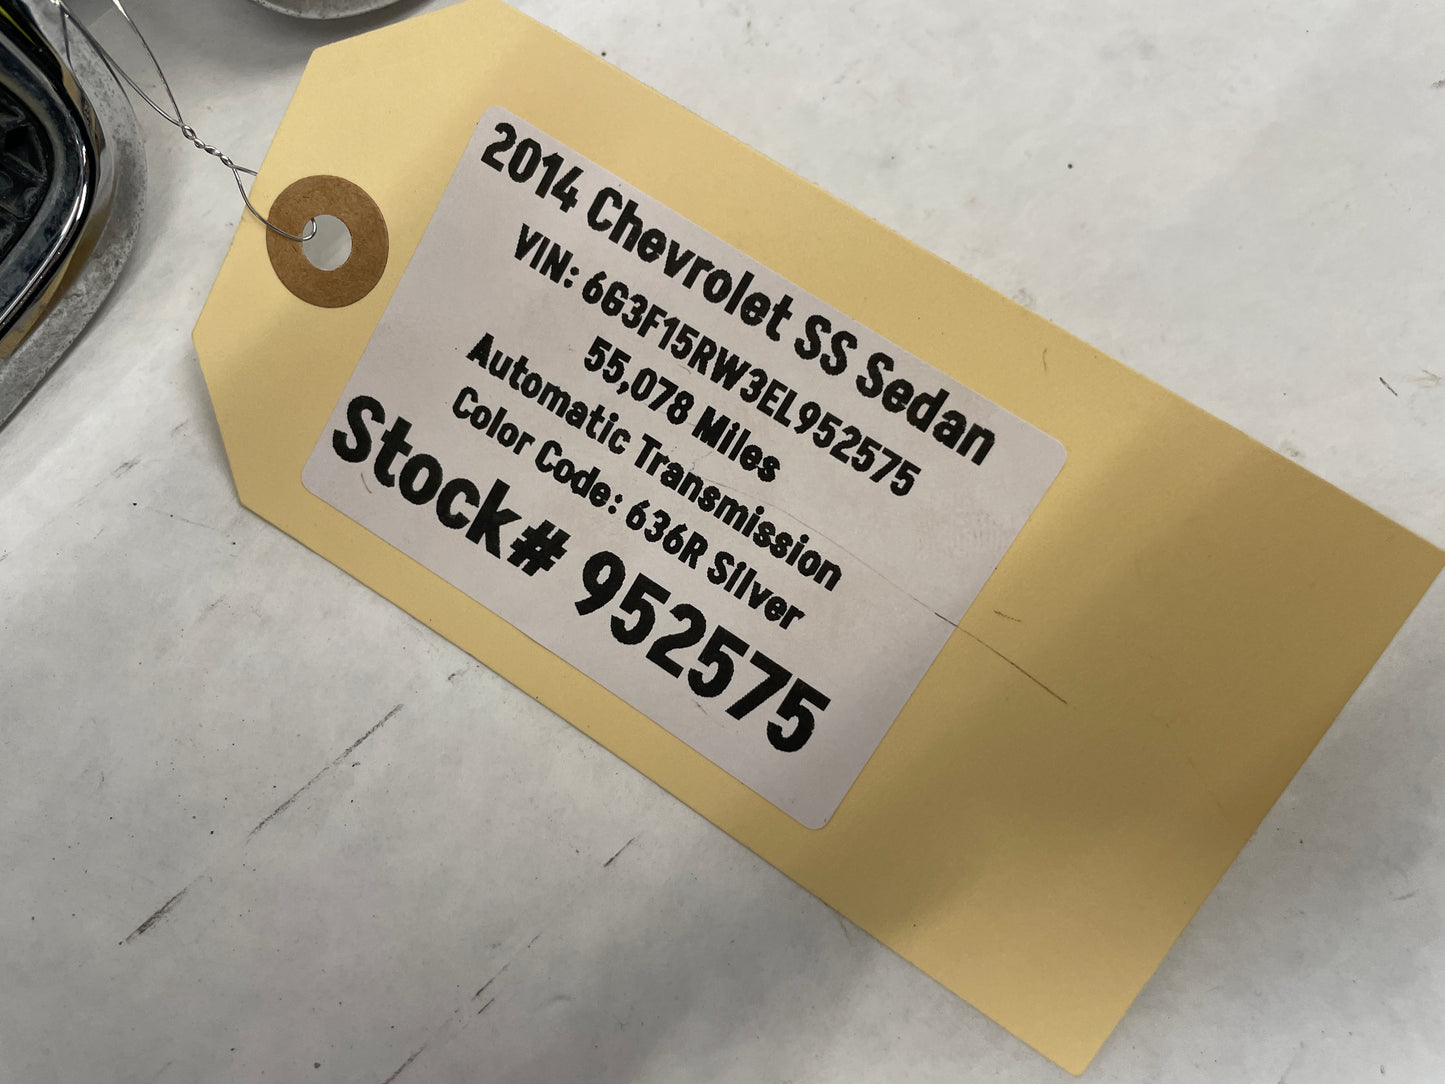 2014 Chevrolet SS Sedan
VIN: 6G3F15RW3EL952575
55,078 Miles
Automatic Transmission
Color Code: 636R Silver
Stock# 952575